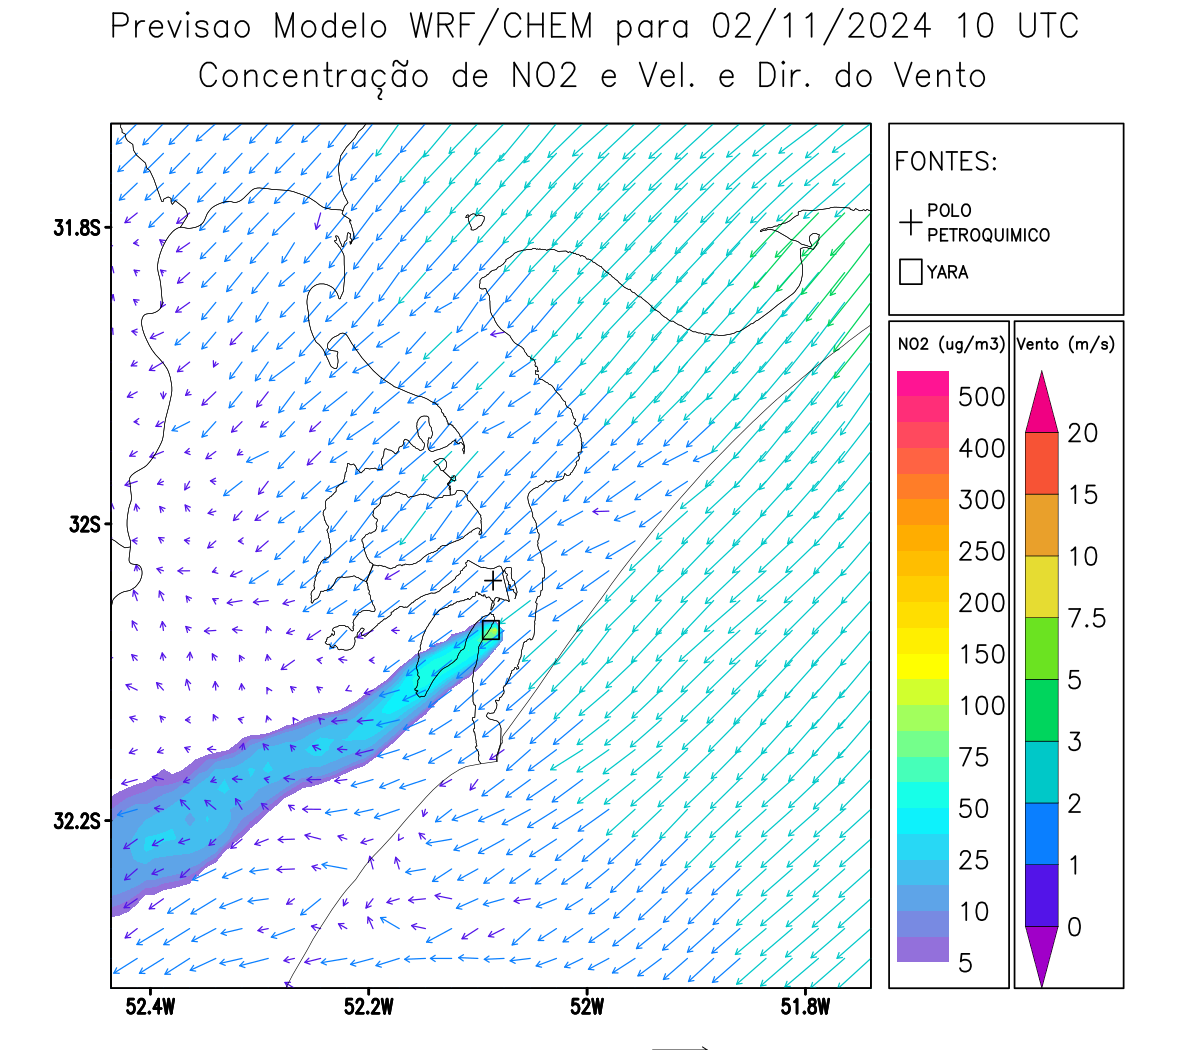 Previsao Modelo WRF/CHEM para 02/11/2024 10 UTC
Concentração de NO2 e Vel. e Dir. do Vento
FONTES:
POLO
PETROQUIMICO
YARA
NO2 (ug/m3)
500
400
300
250
200
150
100
75
50
25
10
5
Vento (m/s)
20
15
10
7.5
5
3
2
1
0
31.8S
32S
32.2S
52.4W
52.2W
52W
51.8W